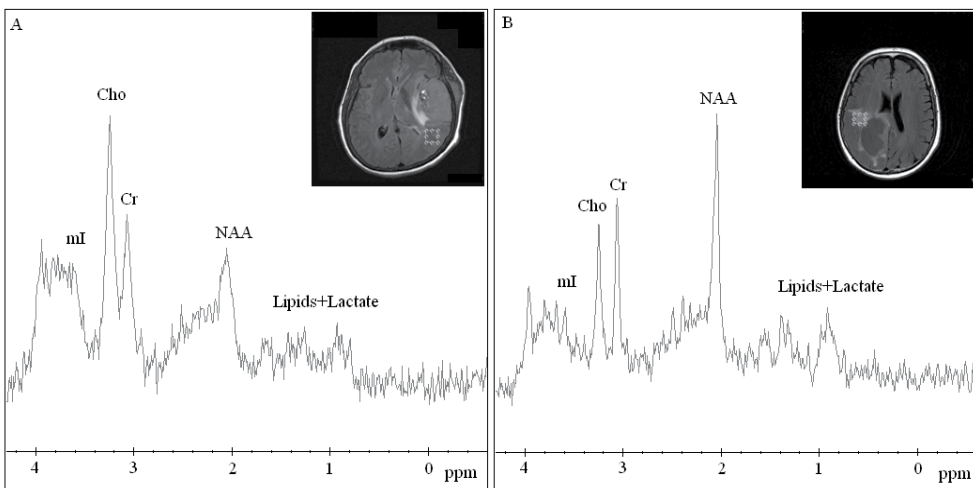 A
Cho
Cr
mI
NAA
Lipids+Lactate
4 3 2 1 0 ppm
B
NAA
Cr
Cho
mI
Lipids+Lactate
4 3 2 1 0 ppm